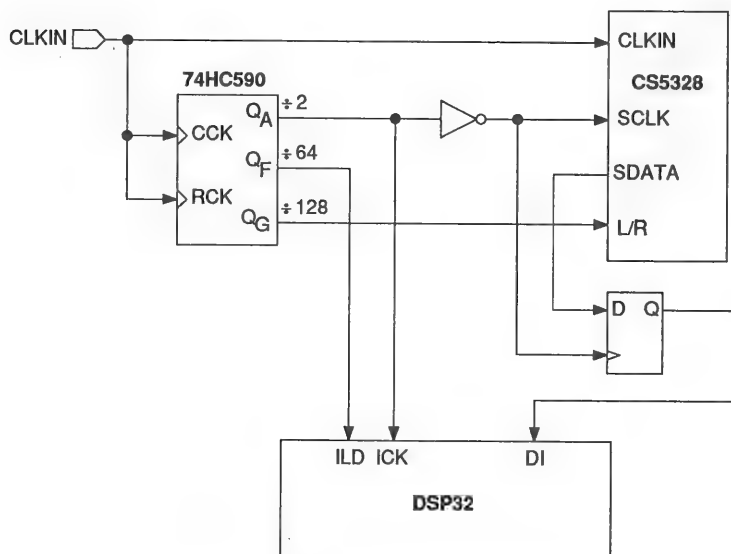 CLKIN
74HC590
CCK
RCK
QA
÷2
QF
÷64
QG
÷128
CLKIN
CS5328
SCLK
SDATA
L/R
D Q
ILD ICK DI
DSP32